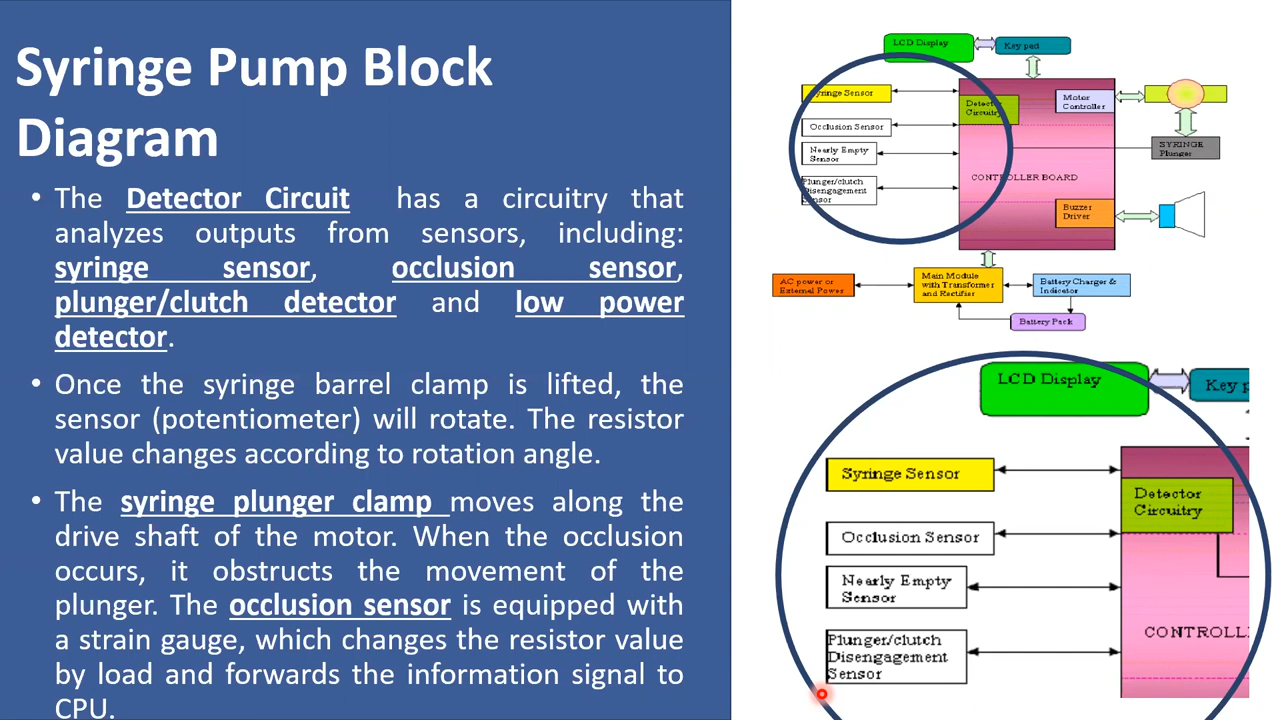 Syringe Pump Block
Diagram
• The Detector Circuit has a circuitry that
analyzes outputs from sensors, including:
syringe sensor, occlusion sensor,
plunger/clutch detector and low power
detector.
• Once the syringe barrel clamp is lifted, the
sensor (potentiometer) will rotate. The resistor
value changes according to rotation angle.
• The syringe plunger clamp moves along the
drive shaft of the motor. When the occlusion
occurs, it obstructs the movement of the
plunger. The occlusion sensor is equipped with
a strain gauge, which changes the resistor value
by load and forwards the information signal to
CPU.
LCD Display
Key pad
Syringe Sensor
Occlusion Sensor
Nearly Empty
Sensor
Plunger/clutch
Disengagement
Sensor
Detector
Circuitry
Motor
Controller
SYRINGE
Plunger
CONTROLLER BOARD
Buzzer
Driver
AC power or
External Power
Main Module
with Transformer
and Rectifier
Battery Charger &
Indicator
Battery Pack
LCD Display
Key p
Syringe Sensor
Detector
Circuitry
Occlusion Sensor
Nearly Empty
Sensor
Plunger/clutch
Disengagement
Sensor
CONTROLL